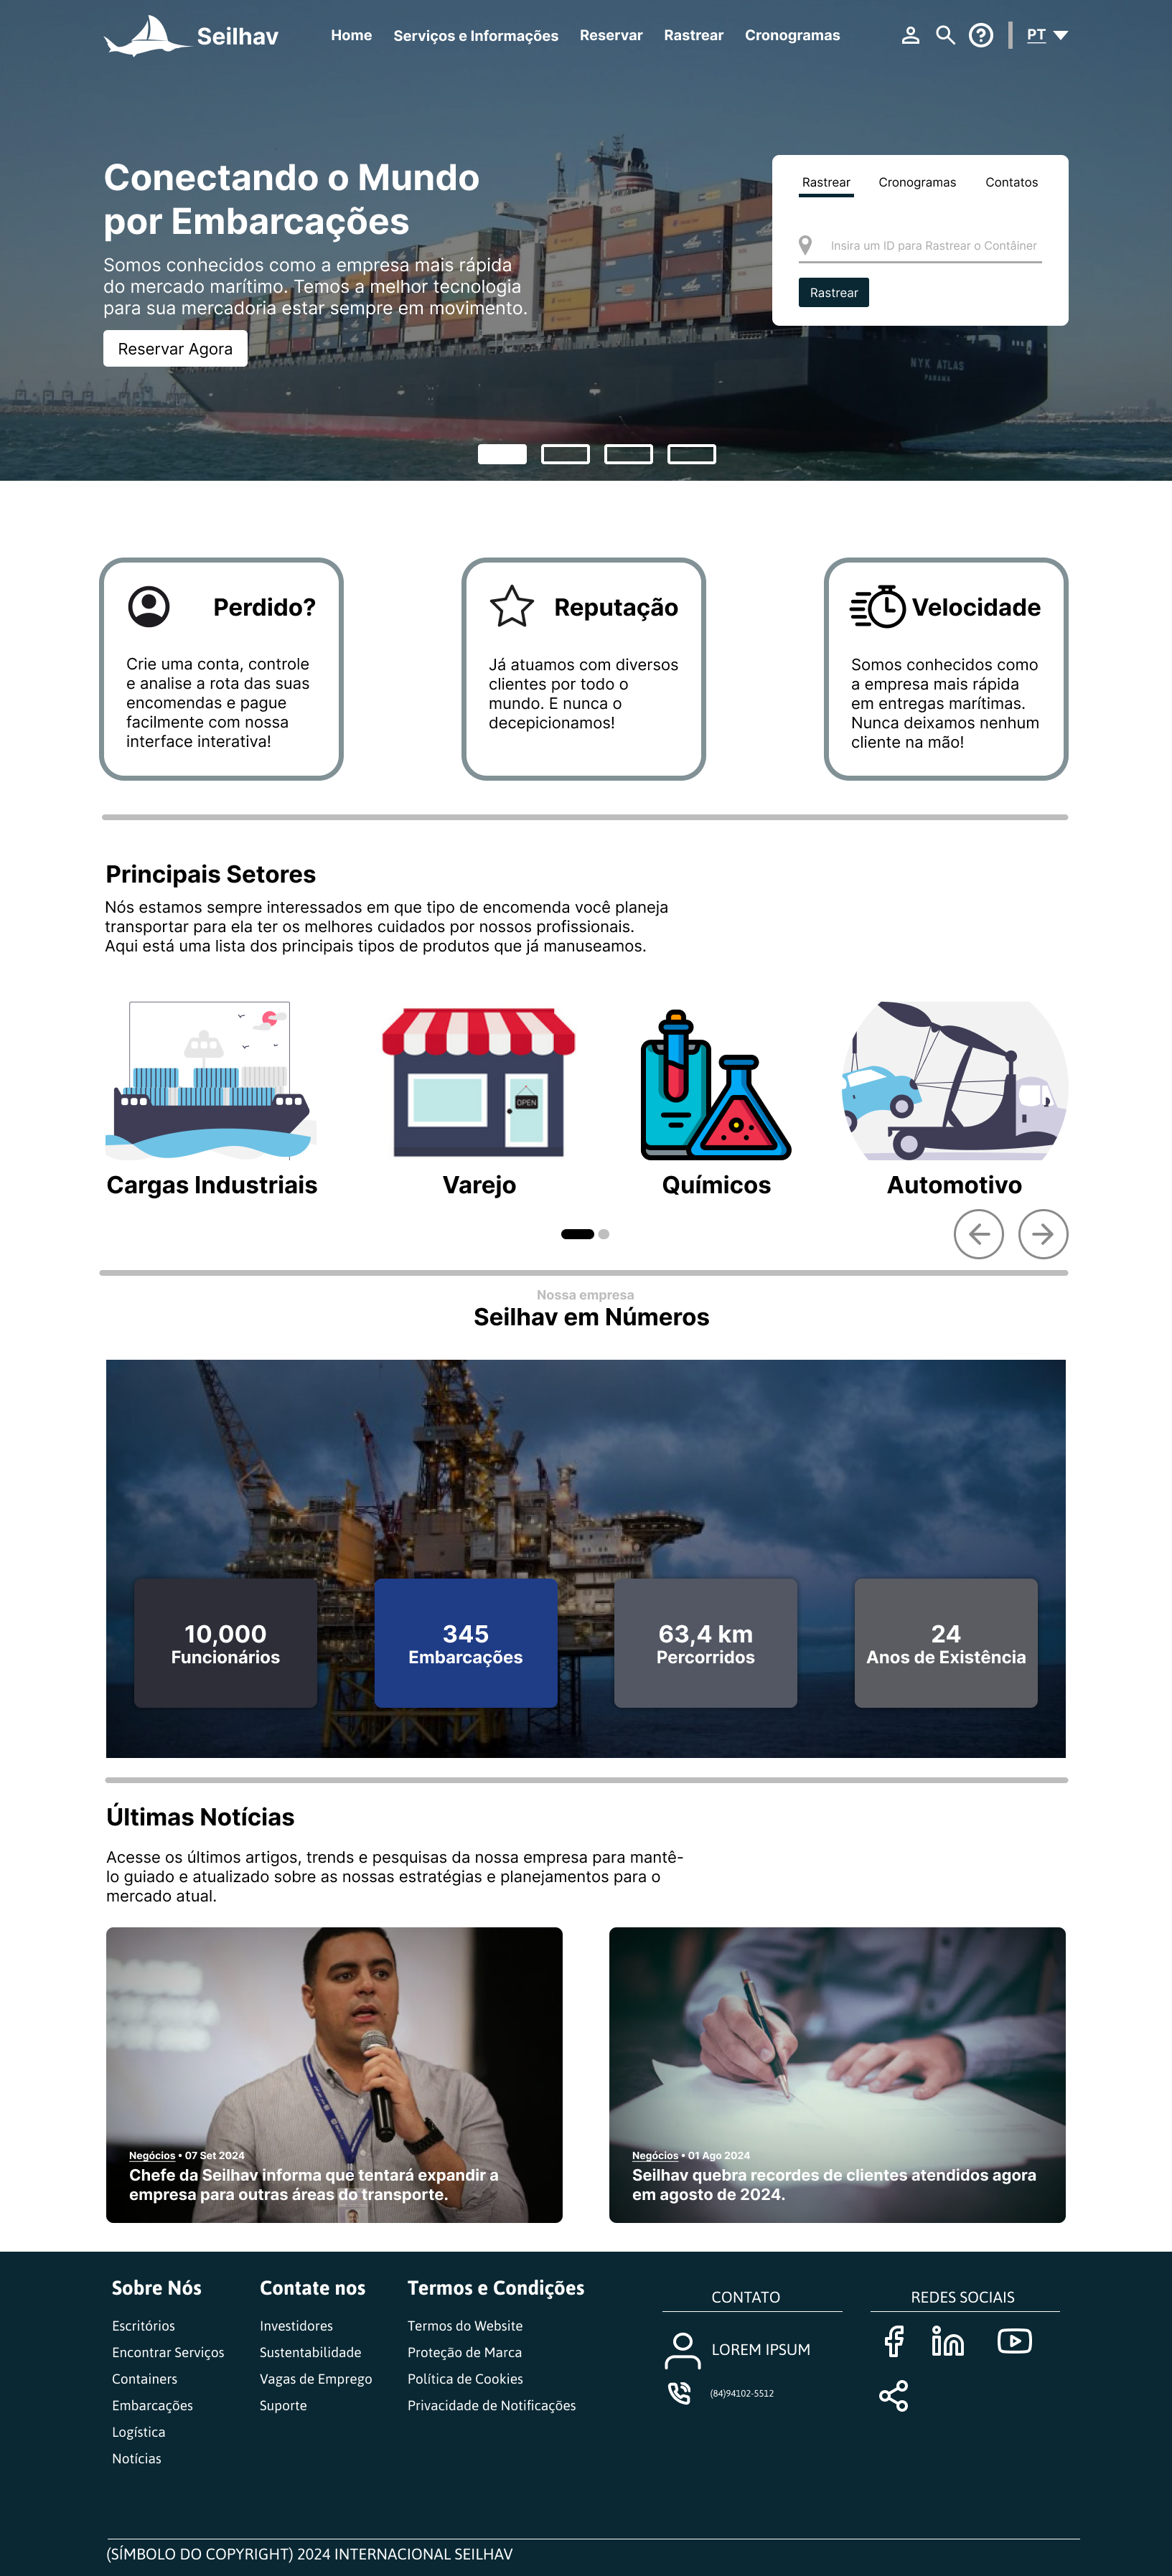 Seilhav
Home
Serviços e Informações
Reservar
Rastrear
Cronogramas
PT
Conectando o Mundo
por Embarcações
Somos conhecidos como a empresa mais rápida
do mercado marítimo. Temos a melhor tecnologia
para sua mercadoria estar sempre em movimento.
Reservar Agora
Rastrear
Cronogramas
Contatos
Insira um ID para Rastrear o Contâiner
Rastrear
NYK ATLAS
PANAMA
Perdido?
Crie uma conta, controle
e analise a rota das suas
encomendas e pague
facilmente com nossa
interface interativa!
Reputação
Já atuamos com diversos
clientes por todo o
mundo. E nunca o
decepicionamos!
Velocidade
Somos conhecidos como
a empresa mais rápida
em entregas marítimas.
Nunca deixamos nenhum
cliente na mão!
Principais Setores
Nós estamos sempre interessados em que tipo de encomenda você planeja
transportar para ela ter os melhores cuidados por nossos profissionais.
Aqui está uma lista dos principais tipos de produtos que já manuseamos.
OPEN
Cargas Industriais
Varejo
Químicos
Automotivo
Nossa empresa
Seilhav em Números
10,000
Funcionários
345
Embarcações
63,4 km
Percorridos
24
Anos de Existência
Últimas Notícias
Acesse os últimos artigos, trends e pesquisas da nossa empresa para mantê-
lo guiado e atualizado sobre as nossas estratégias e planejamentos para o
mercado atual.
Negócios • 07 Set 2024
Chefe da Seilhav informa que tentará expandir a
empresa para outras áreas do transporte.
Negócios • 01 Ago 2024
Seilhav quebra recordes de clientes atendidos agora
em agosto de 2024.
Sobre Nós
Escritórios
Encontrar Serviços
Containers
Embarcações
Logística
Notícias
Contate nos
Investidores
Sustentabilidade
Vagas de Emprego
Suporte
Termos e Condições
Termos do Website
Proteção de Marca
Política de Cookies
Privacidade de Notificações
CONTATO
LOREM IPSUM
(84)94102-5512
REDES SOCIAIS
(SÍMBOLO DO COPYRIGHT) 2024 INTERNACIONAL SEILHAV